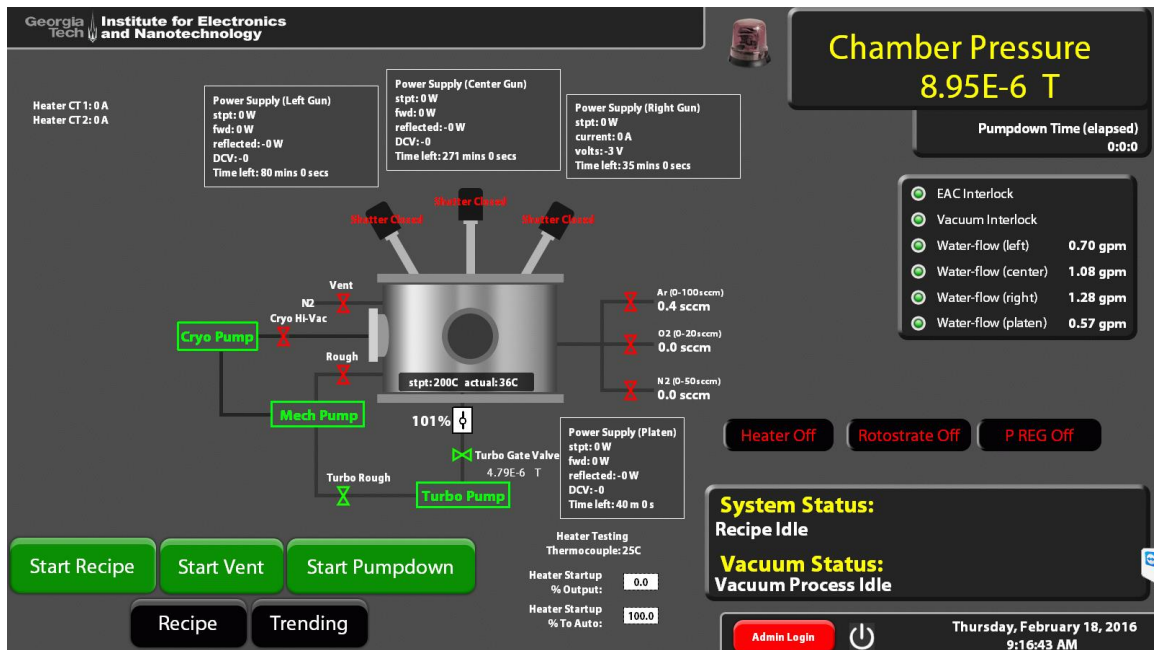 Georgia Tech
Institute for Electronics
and Nanotechnology
Chamber Pressure
8.95E-6 T
Pumpdown Time (elapsed)
0:0:0
Heater CT 1: 0 A
Heater CT 2: 0 A
Power Supply (Left Gun)
stpt: 0 W
fwd: 0 W
reflected: -0 W
DCV: -0
Time left: 80 mins 0 secs
Power Supply (Center Gun)
stpt: 0 W
fwd: 0 W
reflected: -0 W
DCV: -0
Time left: 271 mins 0 secs
Power Supply (Right Gun)
stpt: 0 W
current: 0 A
volts: -3 V
Time left: 35 mins 0 secs
EAC Interlock
Vacuum Interlock
Water-flow (left) 0.70 gpm
Water-flow (center) 1.08 gpm
Water-flow (right) 1.28 gpm
Water-flow (platen) 0.57 gpm
Shutter Closed
Shutter Closed
Shutter Closed
Vent
N2
Cryo Hi-Vac
Cryo Pump
Rough
Mech Pump
stpt: 200C actual: 36C
Ar (0-100sccm)
0.4 sccm
O2 (0-20sccm)
0.0 sccm
N2 (0-50sccm)
0.0 sccm
101%
Turbo Gate Valve
4.79E-6 T
Turbo Rough
Turbo Pump
Power Supply (Platen)
stpt: 0 W
fwd: 0 W
reflected: -0 W
DCV: -0
Time left: 40 m 0 s
Heater Off
Rotostrate Off
P REG Off
System Status:
Recipe Idle
Vacuum Status:
Vacuum Process Idle
Heater Testing
Thermocouple: 25C
Heater Startup
% Output: 0.0
Heater Startup
% To Auto: 100.0
Start Recipe
Start Vent
Start Pumpdown
Recipe
Trending
Admin Login
Thursday, February 18, 2016
9:16:43 AM